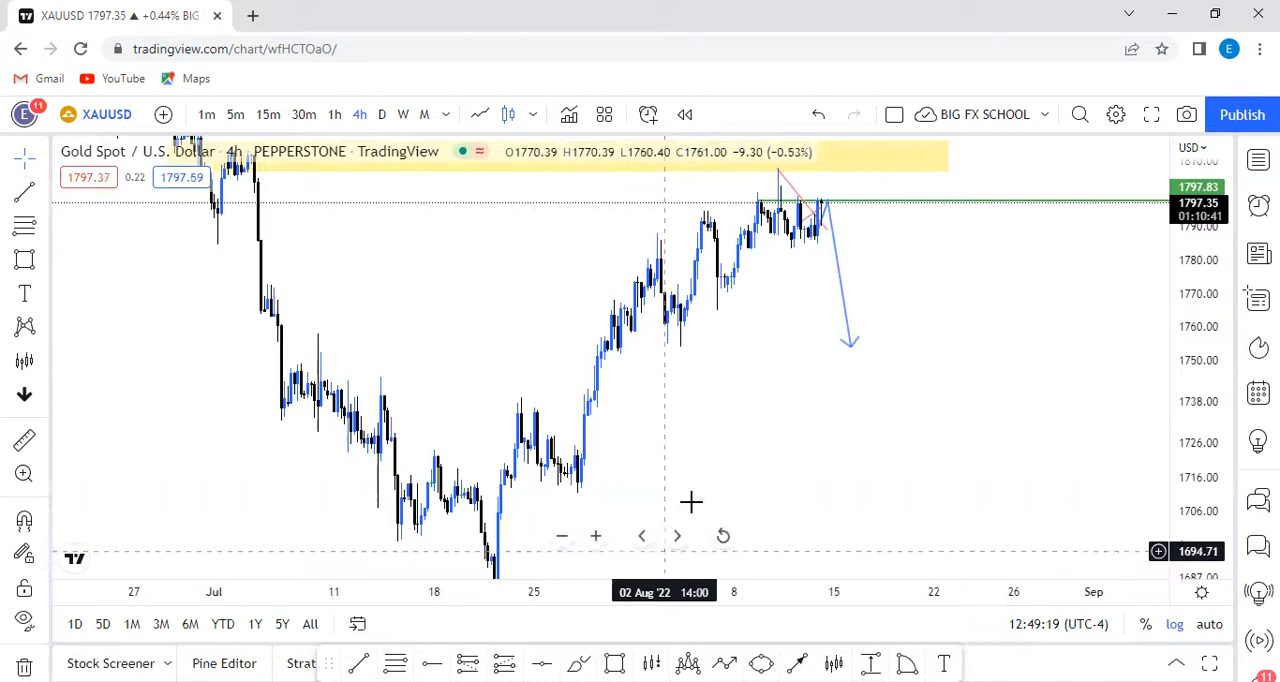 XAUUSD 1797.35 ▲ +0.44% BIG
tradingview.com/chart/wfHCTOaO/
E
Gmail
YouTube
Maps
E
11
XAUUSD
1m 5m 15m 30m 1h 4h D W M
BIG FX SCHOOL
Publish
Gold Spot / U.S. Dollar · 4h · PEPPERSTONE · TradingView
O1770.39 H1770.39 L1760.40 C1761.00 −9.30 (−0.53%)
USD
1797.37 0.22 1797.59
1810.00
1797.83
1797.35
01:10:41
1790.00
1780.00
1770.00
1760.00
1750.00
1738.00
1726.00
1716.00
1706.00
1694.71
1687.00
27 Jul 11 18 25 02 Aug '22 14:00 8 15 22 26 Sep
1D 5D 1M 3M 6M YTD 1Y 5Y All
12:49:19 (UTC-4) % log auto
Stock Screener Pine Editor Strat
11